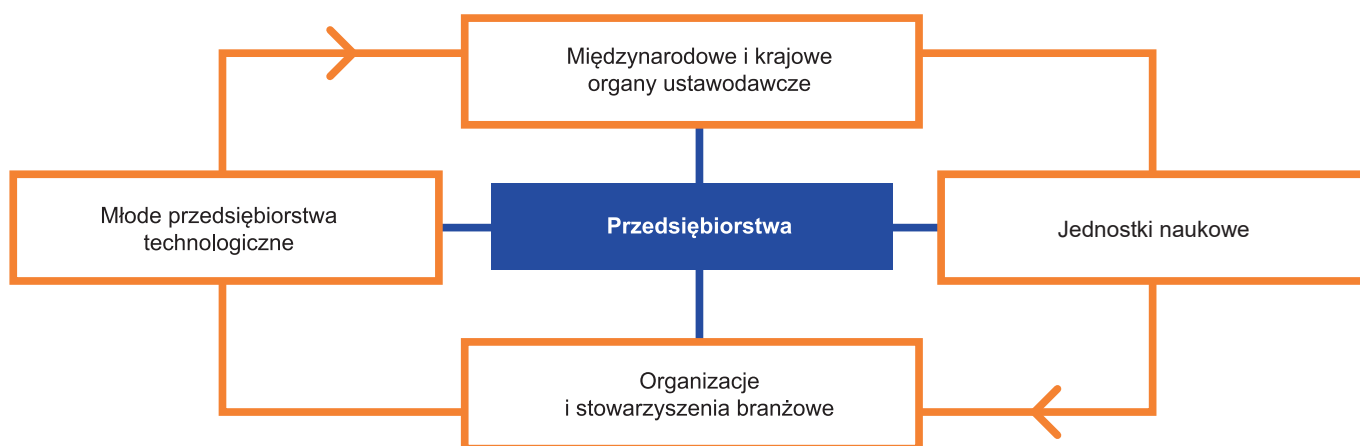 Międzynarodowe i krajowe
organy ustawodawcze
Młode przedsiębiorstwa
technologiczne
Przedsiębiorstwa
Jednostki naukowe
Organizacje
i stowarzyszenia branżowe